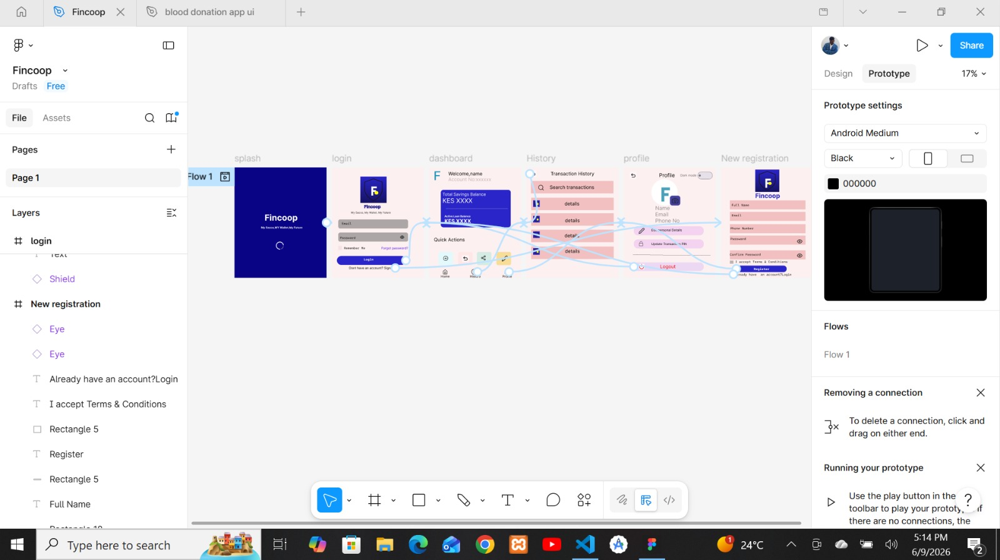 Fincoop
blood donation app ui
Fincoop
Drafts Free
File
Assets
Pages
Page 1
Layers
login
Text
Shield
New registration
Eye
Eye
Already have an account?Login
I accept Terms & Conditions
Rectangle 5
Register
Rectangle 5
Full Name
splash
login
dashboard
History
profile
New registration
Flow 1
Fincoop
My Sacco,MY Wallet,My Future
Fincoop
My Sacco, My Wallet, My Future
Email
Password
Remember Me
Forgot password?
Login
Dont have an account? Sign
Welcome,name
Account No:xxxxxx
Total Savings Balance
KES XXXX
Active Loan Balance
KES XXXX
Quick Actions
Home
History
Profile
Transaction History
Search transactions
details
details
details
details
Profile
Dark mode
Name
Email
Phone No
Edit personal Details
Update Transaction PIN
Logout
Fincoop
Full Name
Email
Phone Number
Password
Confirm Password
I accept Terms & Conditions
Register
Already have an account?Login
Share
Design
Prototype
17%
Prototype settings
Android Medium
Black
000000
Flows
Flow 1
Removing a connection
To delete a connection, click and
drag on either end.
Running your prototype
Use the play button in the
toolbar to play your prototype. If
there are no connections, the
?
Type here to search
1
24°C
5:14 PM
6/9/2026
2